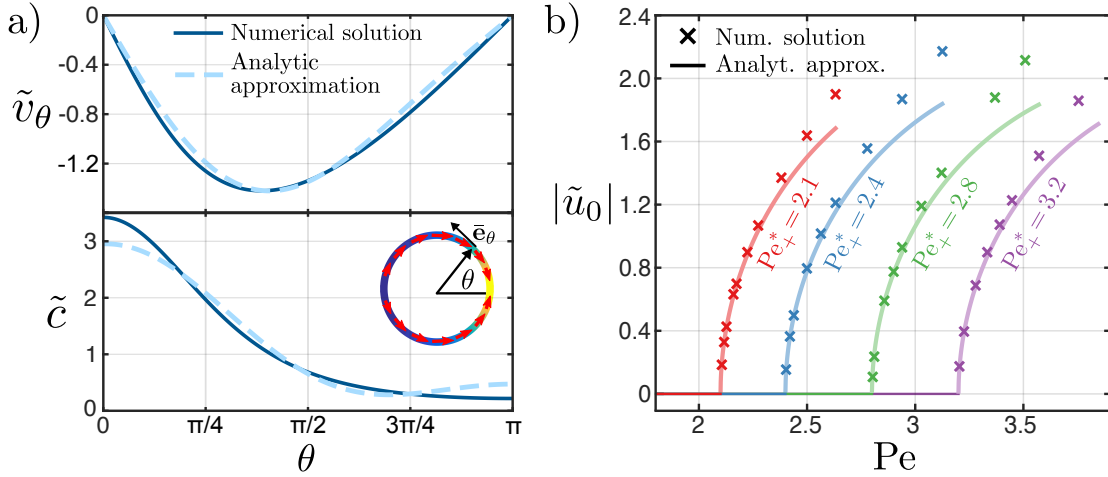 a)
0
-0.4
-0.8
-1.2
ṽ_θ
Numerical solution
Analytic
approximation
3
2
1
0
c̃
ē_θ
θ
0 π/4 π/2 3π/4 π
θ
b)
2.4
2.0
1.6
1.2
0.8
0.4
0
|ũ₀|
Num. solution
Analyt. approx.
Pe*₊ = 2.1
Pe*₊ = 2.4
Pe*₊ = 2.8
Pe*₊ = 3.2
2 2.5 3 3.5
Pe